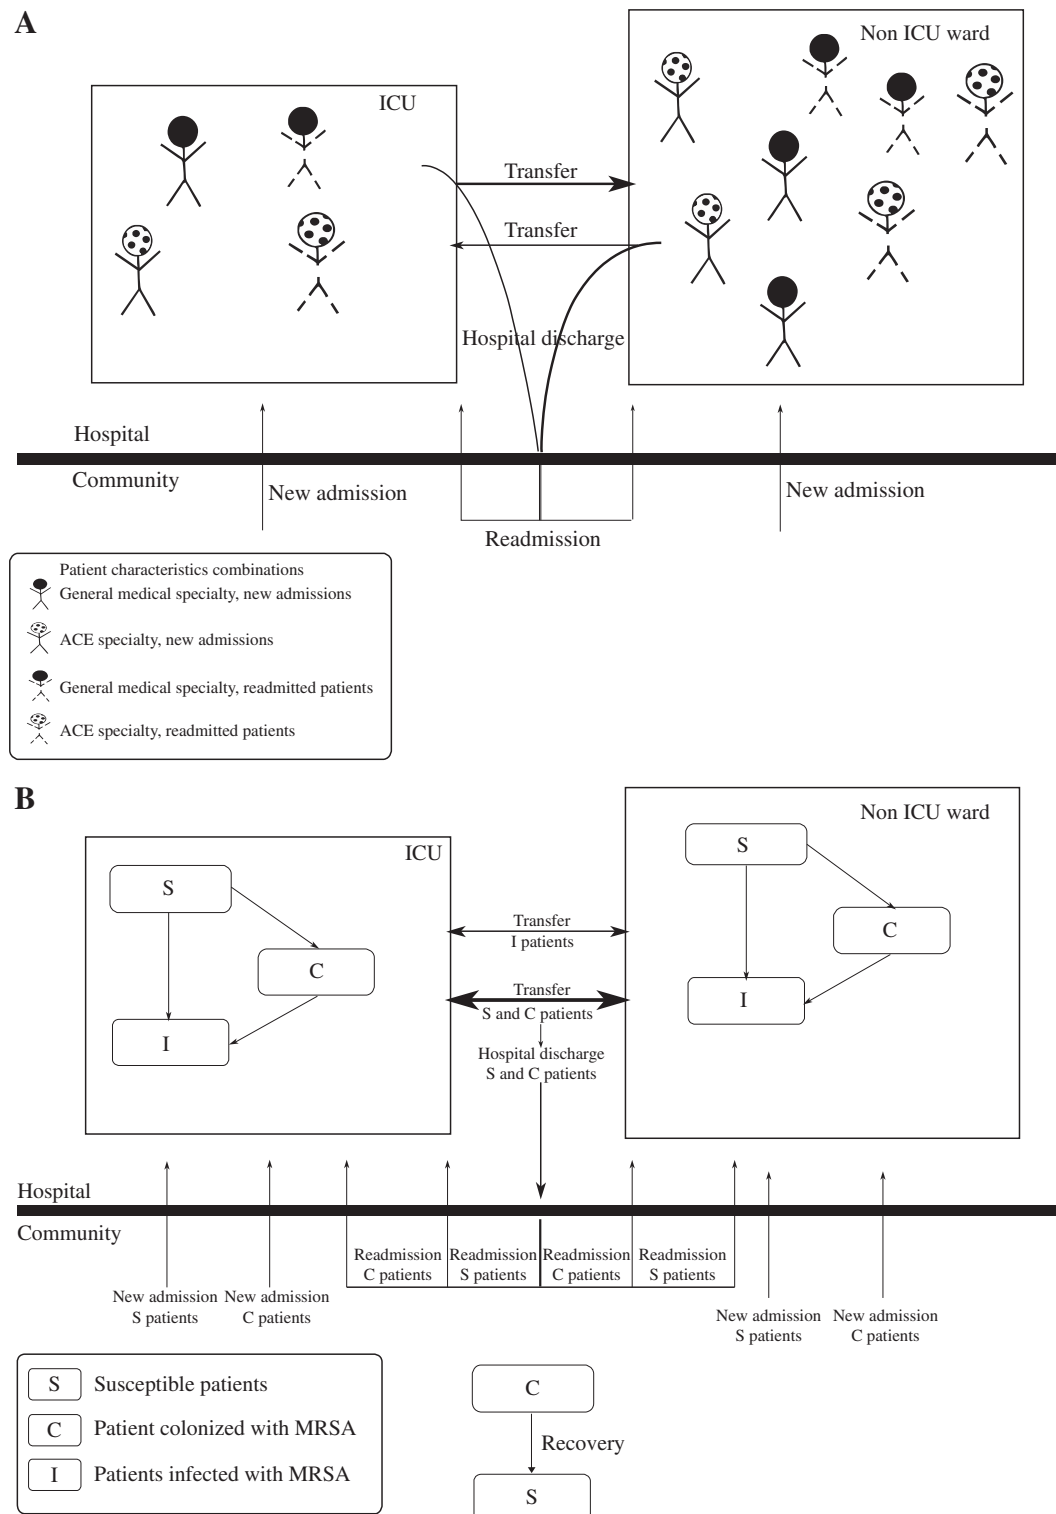 A
Non ICU ward
ICU
Transfer
Transfer
Hospital discharge
Hospital
Community
New admission
New admission
Readmission
Patient characteristics combinations
General medical specialty, new admissions
ACE specialty, new admissions
General medical specialty, readmitted patients
ACE specialty, readmitted patients
B
Non ICU ward
ICU
S
C
I
S
C
I
Transfer
I patients
Transfer
S and C patients
Hospital discharge
S and C patients
Hospital
Community
Readmission
C patients
Readmission
S patients
Readmission
C patients
Readmission
S patients
New admission
S patients
New admission
C patients
New admission
S patients
New admission
C patients
S Susceptible patients
C Patient colonized with MRSA
I Patients infected with MRSA
C
Recovery
S